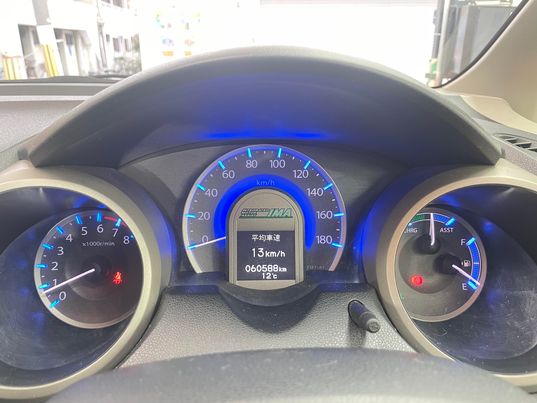 0 1 2 3 4 5 6 7 8
x1000r/min
0 20 40 60 80 100 120 140 160 180
km/h
IMA
平均車速
13km/h
060588km
12℃
CHRG ASST
F
E